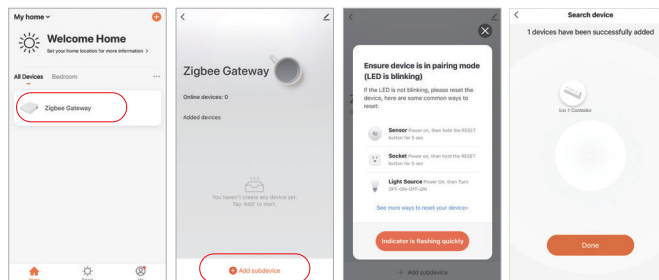 My home
Welcome Home
Set your home location for more information >
All Devices Bedroom ...
Zigbee Gateway
Zigbee Gateway
Online devices: 0
Added devices
You haven't create any device yet.
Tap 'Add' to start.
Add subdevice
Ensure device is in pairing mode
(LED is blinking)
If the LED is not blinking, please reset the
device, here are some common ways to
reset:
Sensor Power on, then hold the RESET
button for 5 sec
Socket Power on, then hold the RESET
button for 5 sec
Light Source Power On, then Turn
OFF-ON-OFF-ON
See more ways to reset your device>
Indicator is flashing quickly
+ Add subdevice
Search device
1 devices have been successfully added
5 in 1 Controller
Done